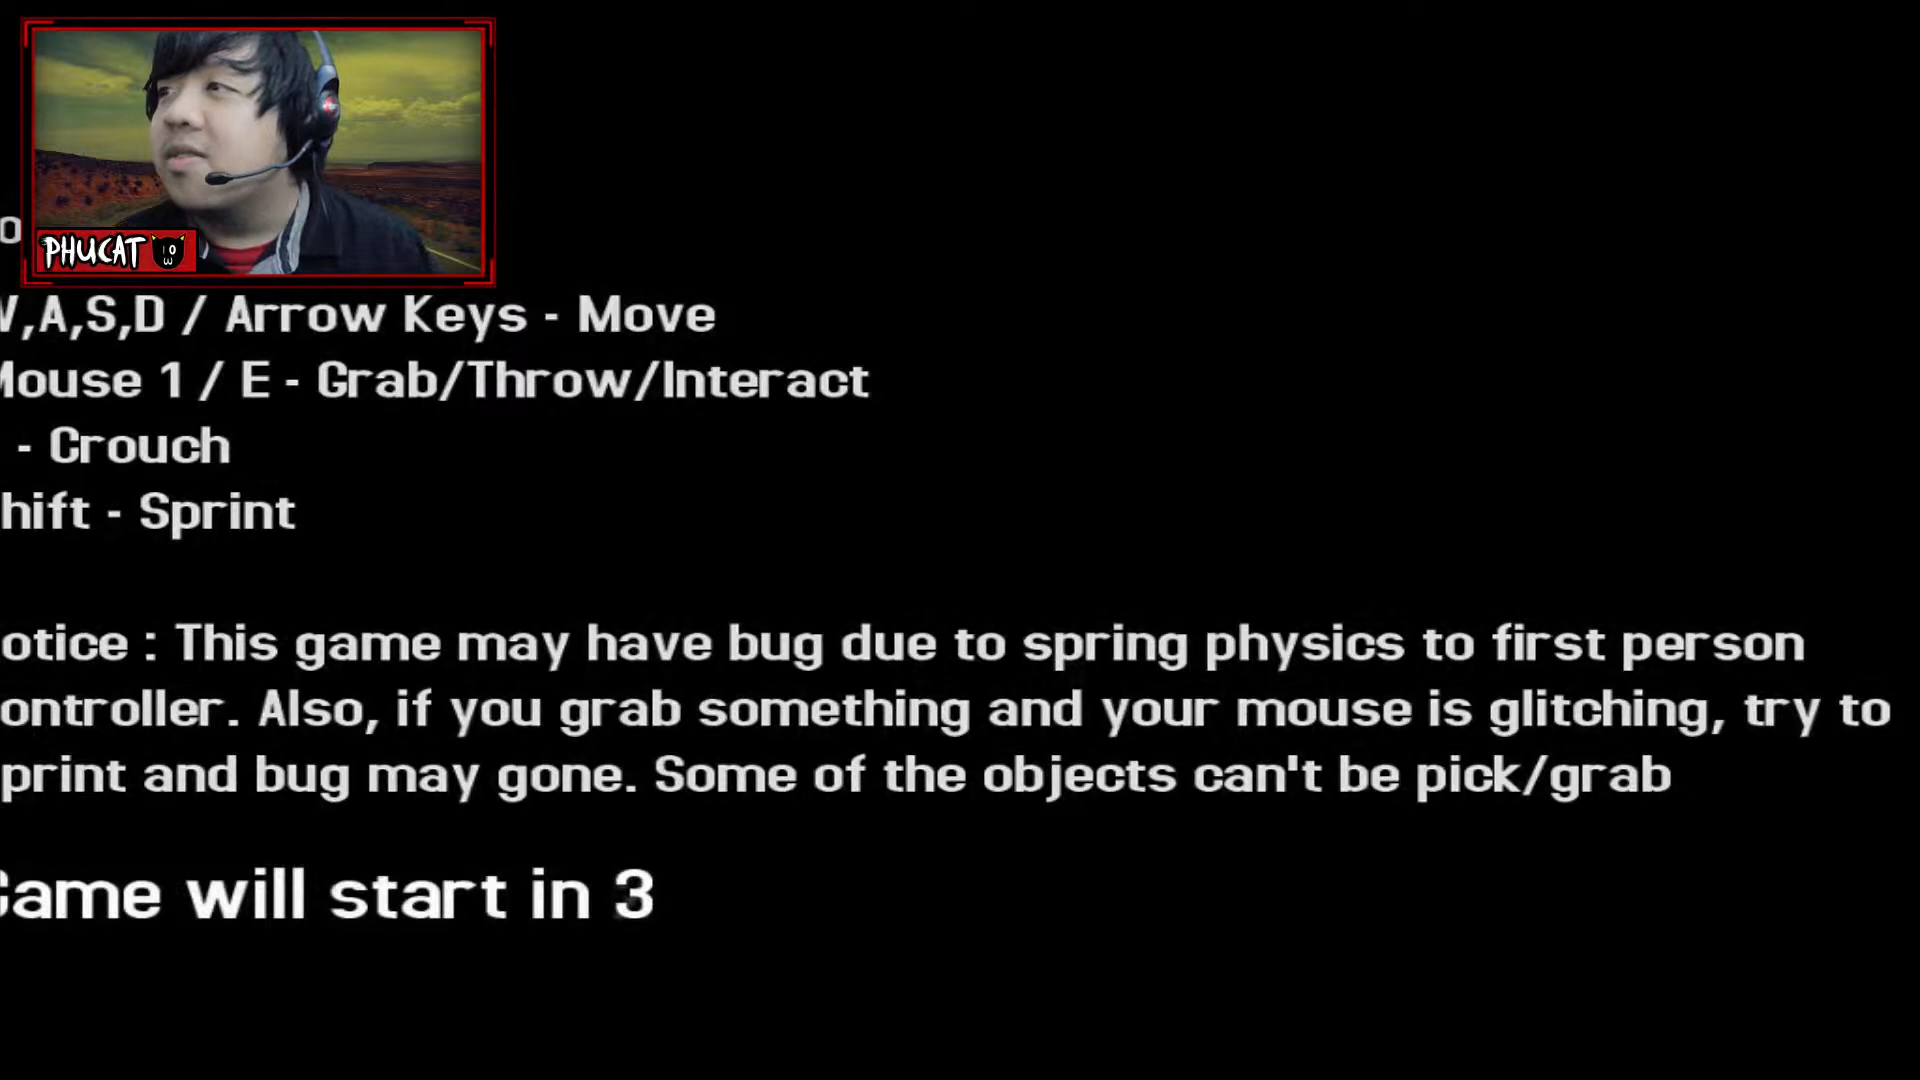 PHUCAT
W,A,S,D / Arrow Keys - Move
Mouse 1 / E - Grab/Throw/Interact
- Crouch
hift - Sprint
otice : This game may have bug due to spring physics to first person
ontroller. Also, if you grab something and your mouse is glitching, try to
print and bug may gone. Some of the objects can't be pick/grab
Game will start in 3